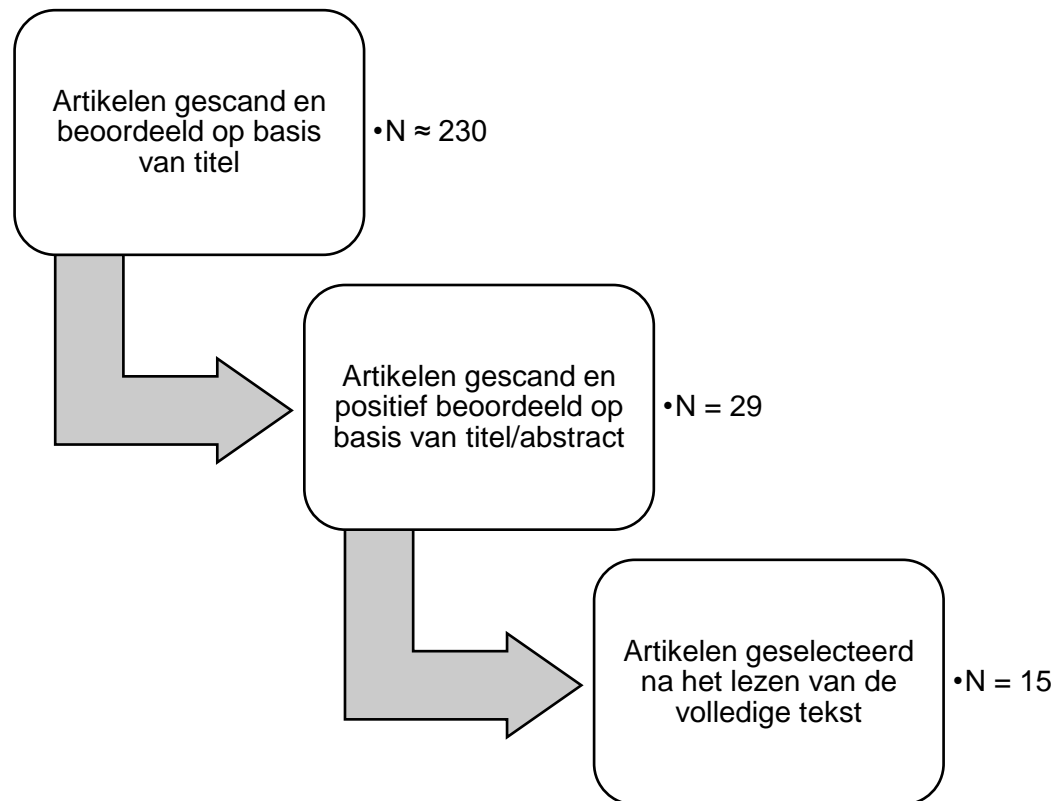 Artikelen gescand en
beoordeeld op basis
van titel
•N ≈ 230
Artikelen gescand en
positief beoordeeld op
basis van titel/abstract
•N = 29
Artikelen geselecteerd
na het lezen van de
volledige tekst
•N = 15